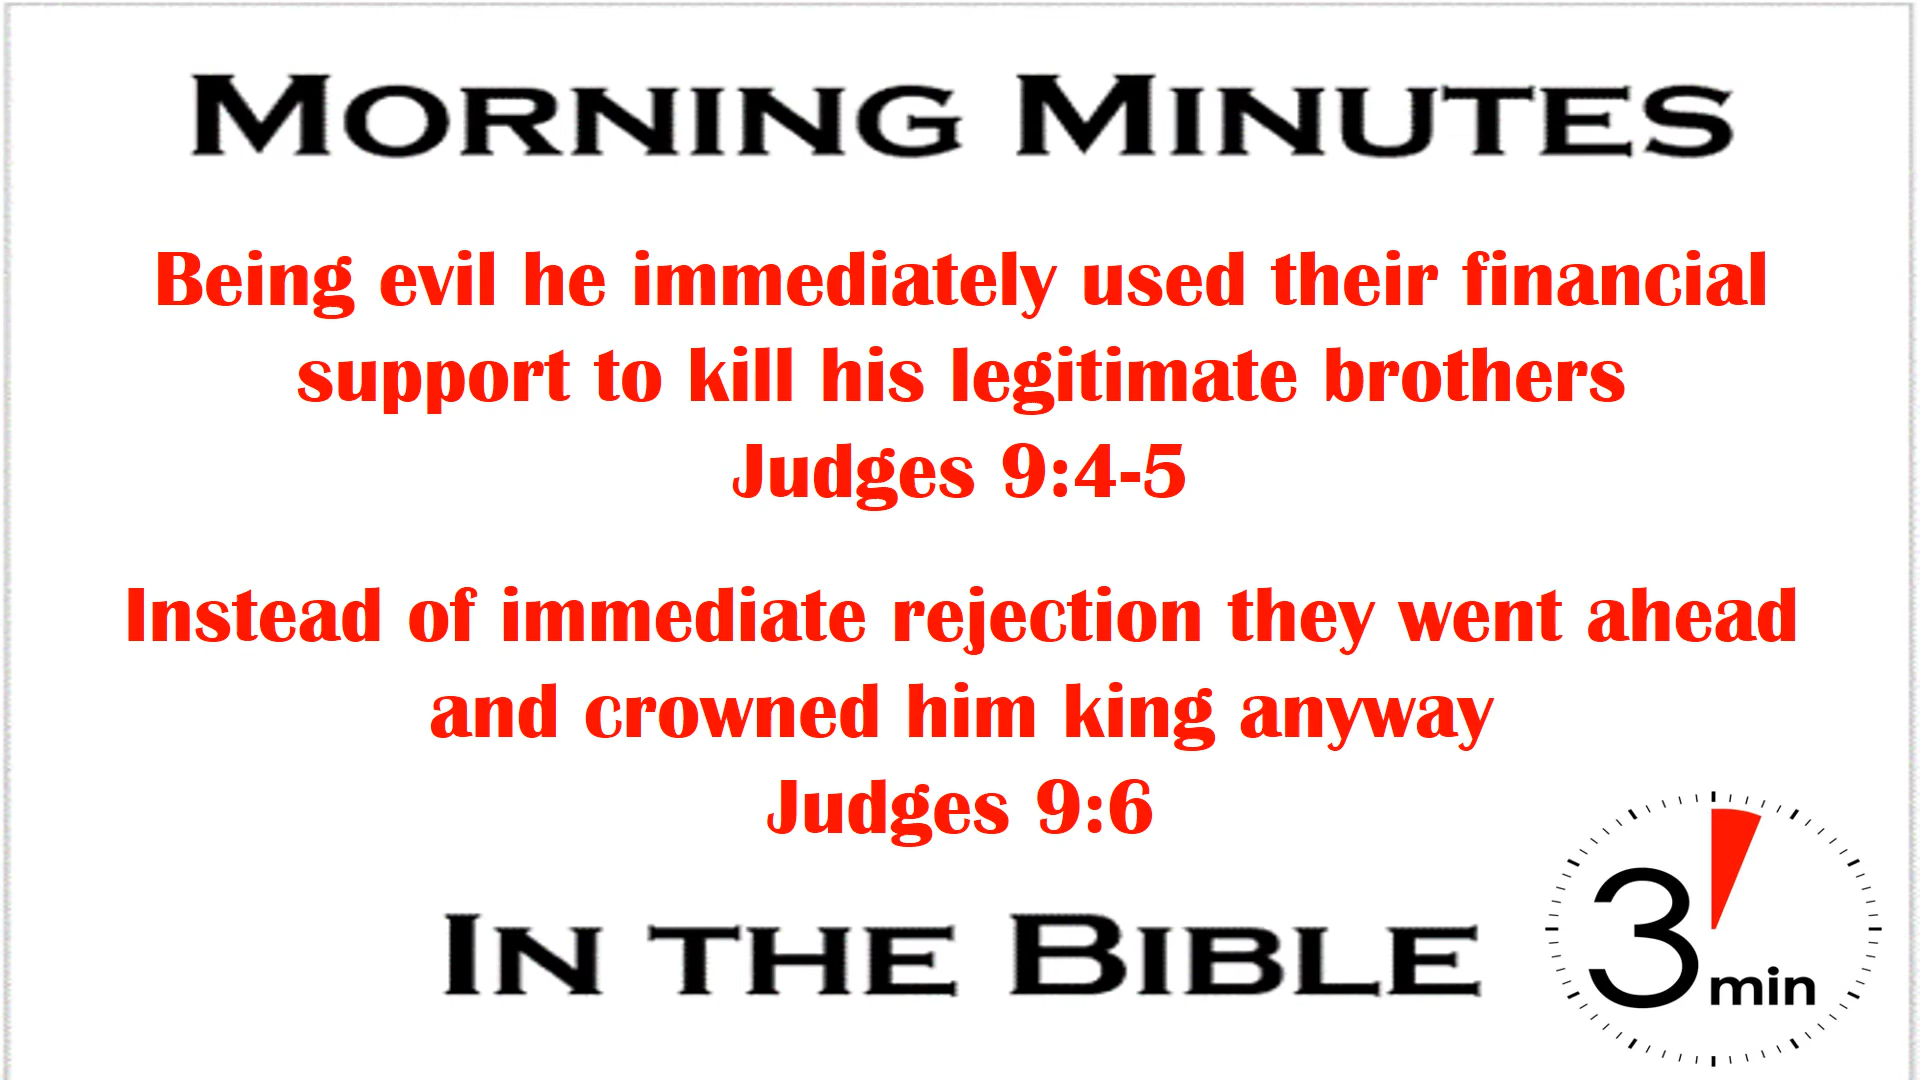 Morning Minutes
Being evil he immediately used their financial
support to kill his legitimate brothers
Judges 9:4-5
Instead of immediate rejection they went ahead
and crowned him king anyway
Judges 9:6
In the Bible
3 min